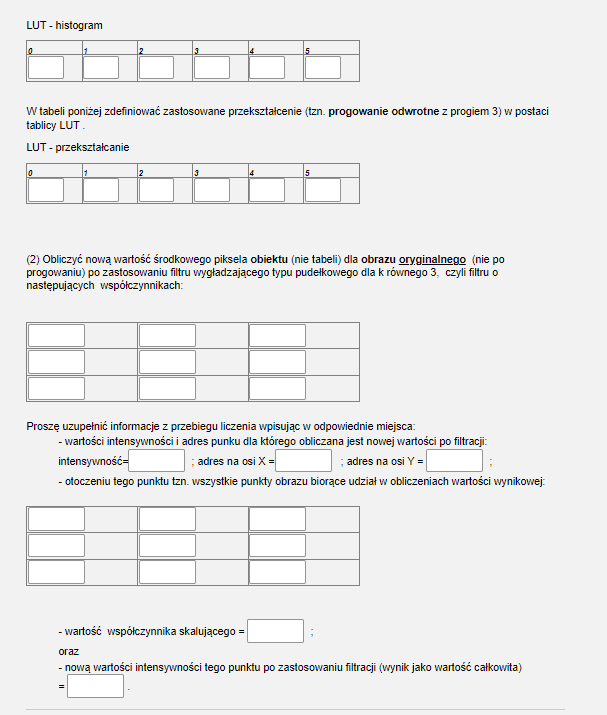 LUT - histogram
0 1 2 3 4 5
W tabeli poniżej zdefiniować zastosowane przekształcenie (tzn. progowanie odwrotne z progiem 3) w postaci
tablicy LUT .
LUT - przekształcanie
0 1 2 3 4 5
(2) Obliczyć nową wartość środkowego piksela obiektu (nie tabeli) dla obrazu oryginalnego (nie po
progowaniu) po zastosowaniu filtru wygładzającego typu pudełkowego dla k równego 3, czyli filtru o
następujących współczynnikach:
Proszę uzupełnić informacje z przebiegu liczenia wpisując w odpowiednie miejsca:
- wartości intensywności i adres punku dla którego obliczana jest nowej wartości po filtracji:
intensywność= ; adres na osi X = ; adres na osi Y = ;
- otoczeniu tego punktu tzn. wszystkie punkty obrazu biorące udział w obliczeniach wartości wynikowej:
- wartość współczynnika skalującego = ;
oraz
- nową wartości intensywności tego punktu po zastosowaniu filtracji (wynik jako wartość całkowita)
= .